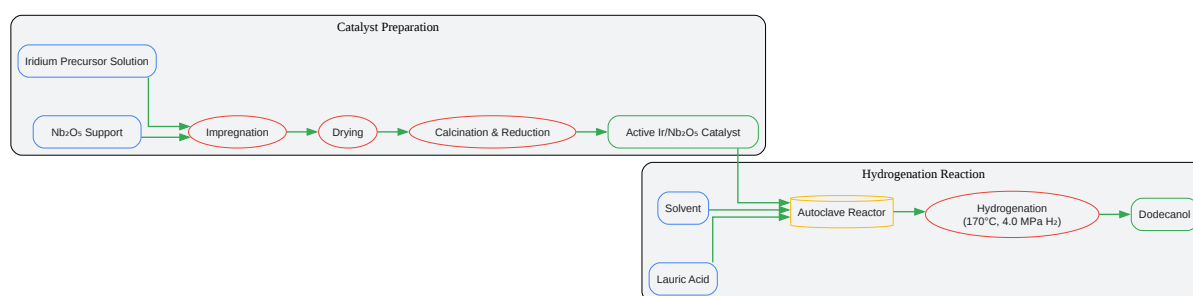 Catalyst Preparation
Iridium Precursor Solution
Nb₂O₅ Support
Impregnation
Drying
Calcination & Reduction
Active Ir/Nb₂O₅ Catalyst
Hydrogenation Reaction
Solvent
Autoclave Reactor
Hydrogenation
(170°C, 4.0 MPa H₂)
Dodecanol
Lauric Acid